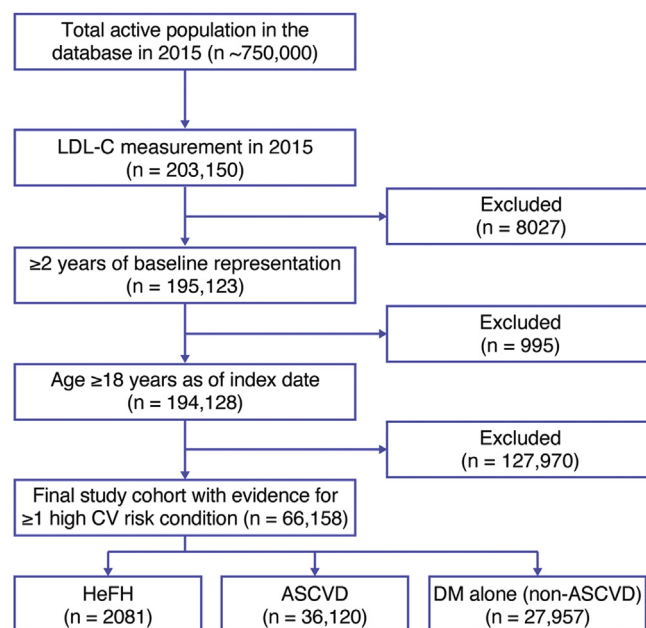 Total active population in the
database in 2015 (n ~750,000)
LDL-C measurement in 2015
(n = 203,150)
Excluded
(n = 8027)
≥2 years of baseline representation
(n = 195,123)
Excluded
(n = 995)
Age ≥18 years as of index date
(n = 194,128)
Excluded
(n = 127,970)
Final study cohort with evidence for
≥1 high CV risk condition (n = 66,158)
HeFH
(n = 2081)
ASCVD
(n = 36,120)
DM alone (non-ASCVD)
(n = 27,957)